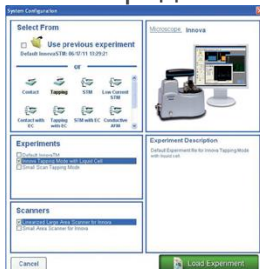 System Configuration
Select From
Use previous experiment
Default InnovaSTM: 06-17-11 13:29:21
or
Contact
Tapping
STM
Low Current STM
Contact with EC
Tapping with EC
STM with EC
Conductive AFM
Experiments
Innova Tapping Mode with Liquid Cell
Small Scan Tapping Mode
Scanners
Linearized Large Area Scanner for Innova
Small Area Scanner for Innova
Cancel
Microscope: Innova
Experiment Description
Default Experiment file for Innova Tapping Mode
with liquid cell
Load Experiment